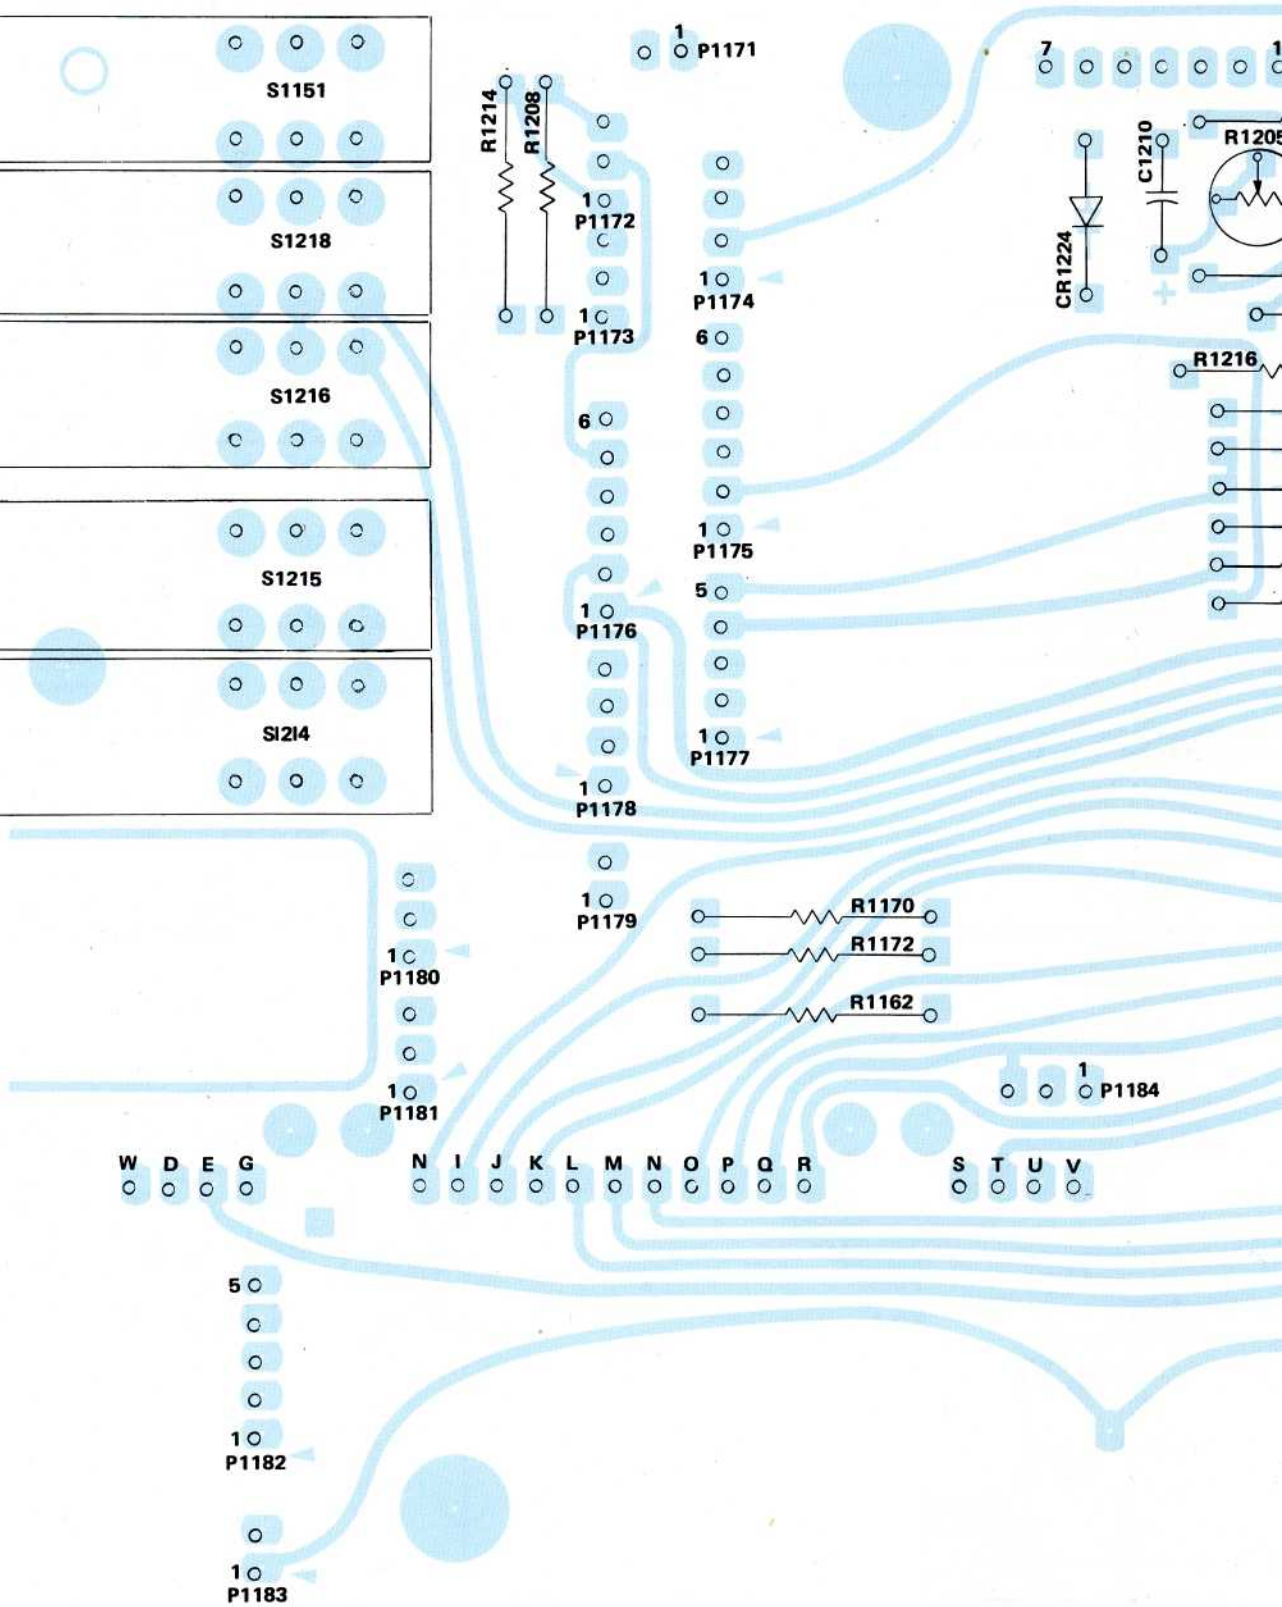 1
P1171
7
1
S1151
R1214
R1208
C1210
R1205
1
P1172
S1218
CR1224
+
1
P1174
1
P1173
6
R1216
S1216
6
1
P1175
S1215
5
1
P1176
SI2I4
1
P1177
1
P1178
1
P1179
R1170
R1172
1
P1180
R1162
1
P1184
1
P1181
W D E G N I J K L M N O P Q R S T U V
5
1
P1182
1
P1183